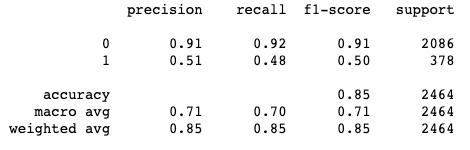 precision recall f1-score support
0 0.91 0.92 0.91 2086
1 0.51 0.48 0.50 378
accuracy 0.85 2464
macro avg 0.71 0.70 0.71 2464
weighted avg 0.85 0.85 0.85 2464